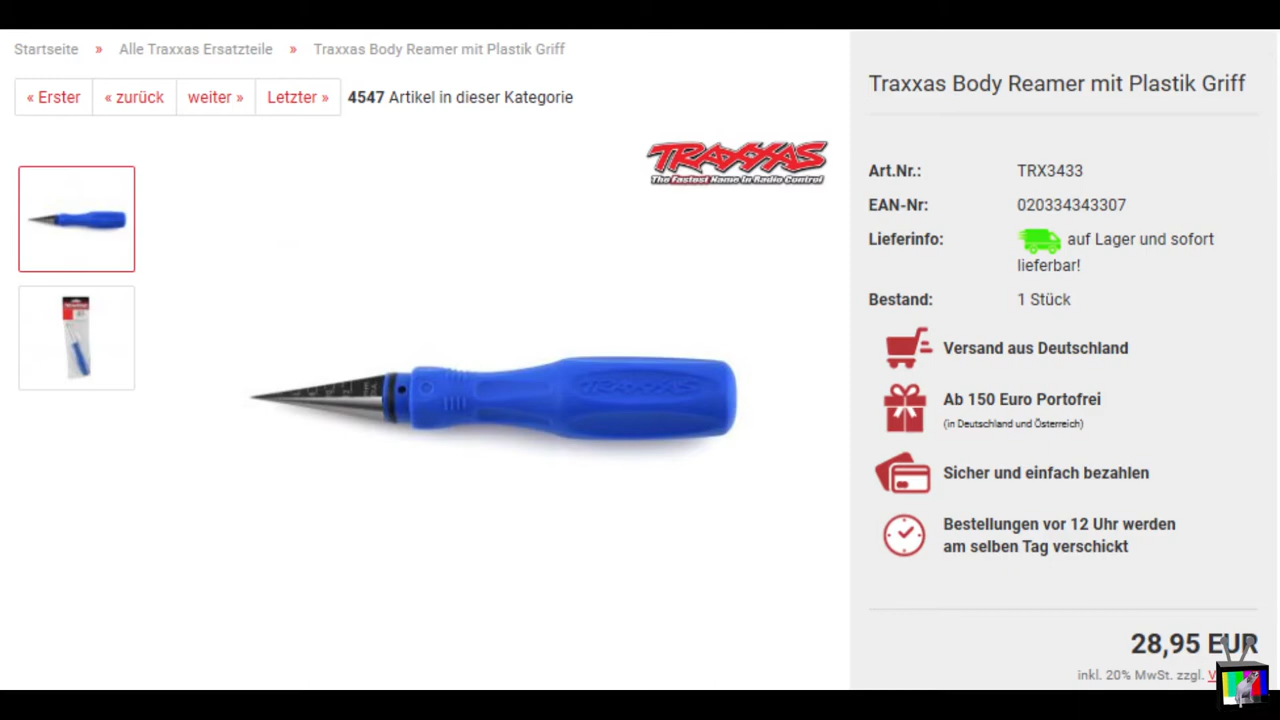 Startseite » Alle Traxxas Ersatzteile » Traxxas Body Reamer mit Plastik Griff
« Erster « zurück weiter » Letzter » 4547 Artikel in dieser Kategorie
TRAXXAS
The Fastest Name In Radio Control
TRAXXAS
Traxxas Body Reamer mit Plastik Griff
Art.Nr.: TRX3433
EAN-Nr: 020334343307
Lieferinfo: auf Lager und sofort
lieferbar!
Bestand: 1 Stück
Versand aus Deutschland
Ab 150 Euro Portofrei
(in Deutschland und Österreich)
Sicher und einfach bezahlen
Bestellungen vor 12 Uhr werden
am selben Tag verschickt
28,95 EUR
inkl. 20% MwSt. zzgl.